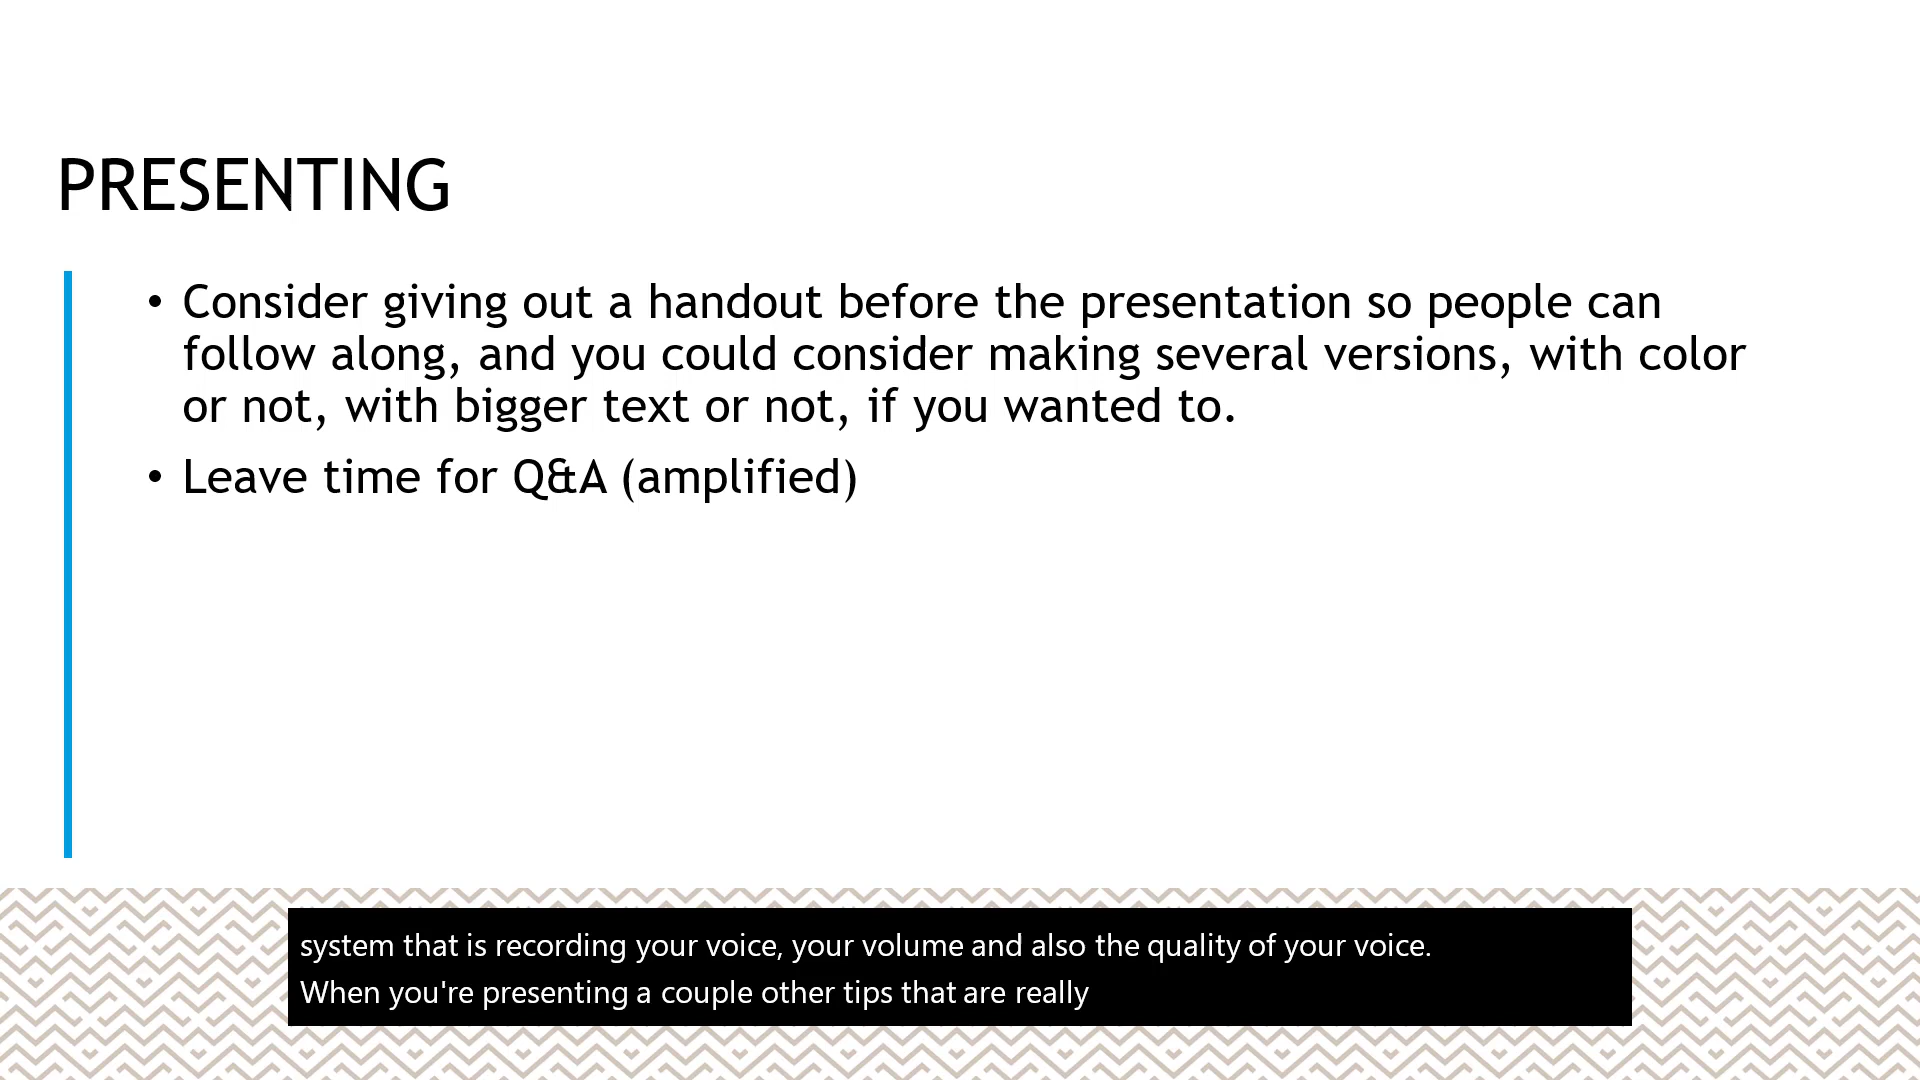 PRESENTING
• Consider giving out a handout before the presentation so people can
follow along, and you could consider making several versions, with color
or not, with bigger text or not, if you wanted to.
• Leave time for Q&A (amplified)
system that is recording your voice, your volume and also the quality of your voice.
When you're presenting a couple other tips that are really